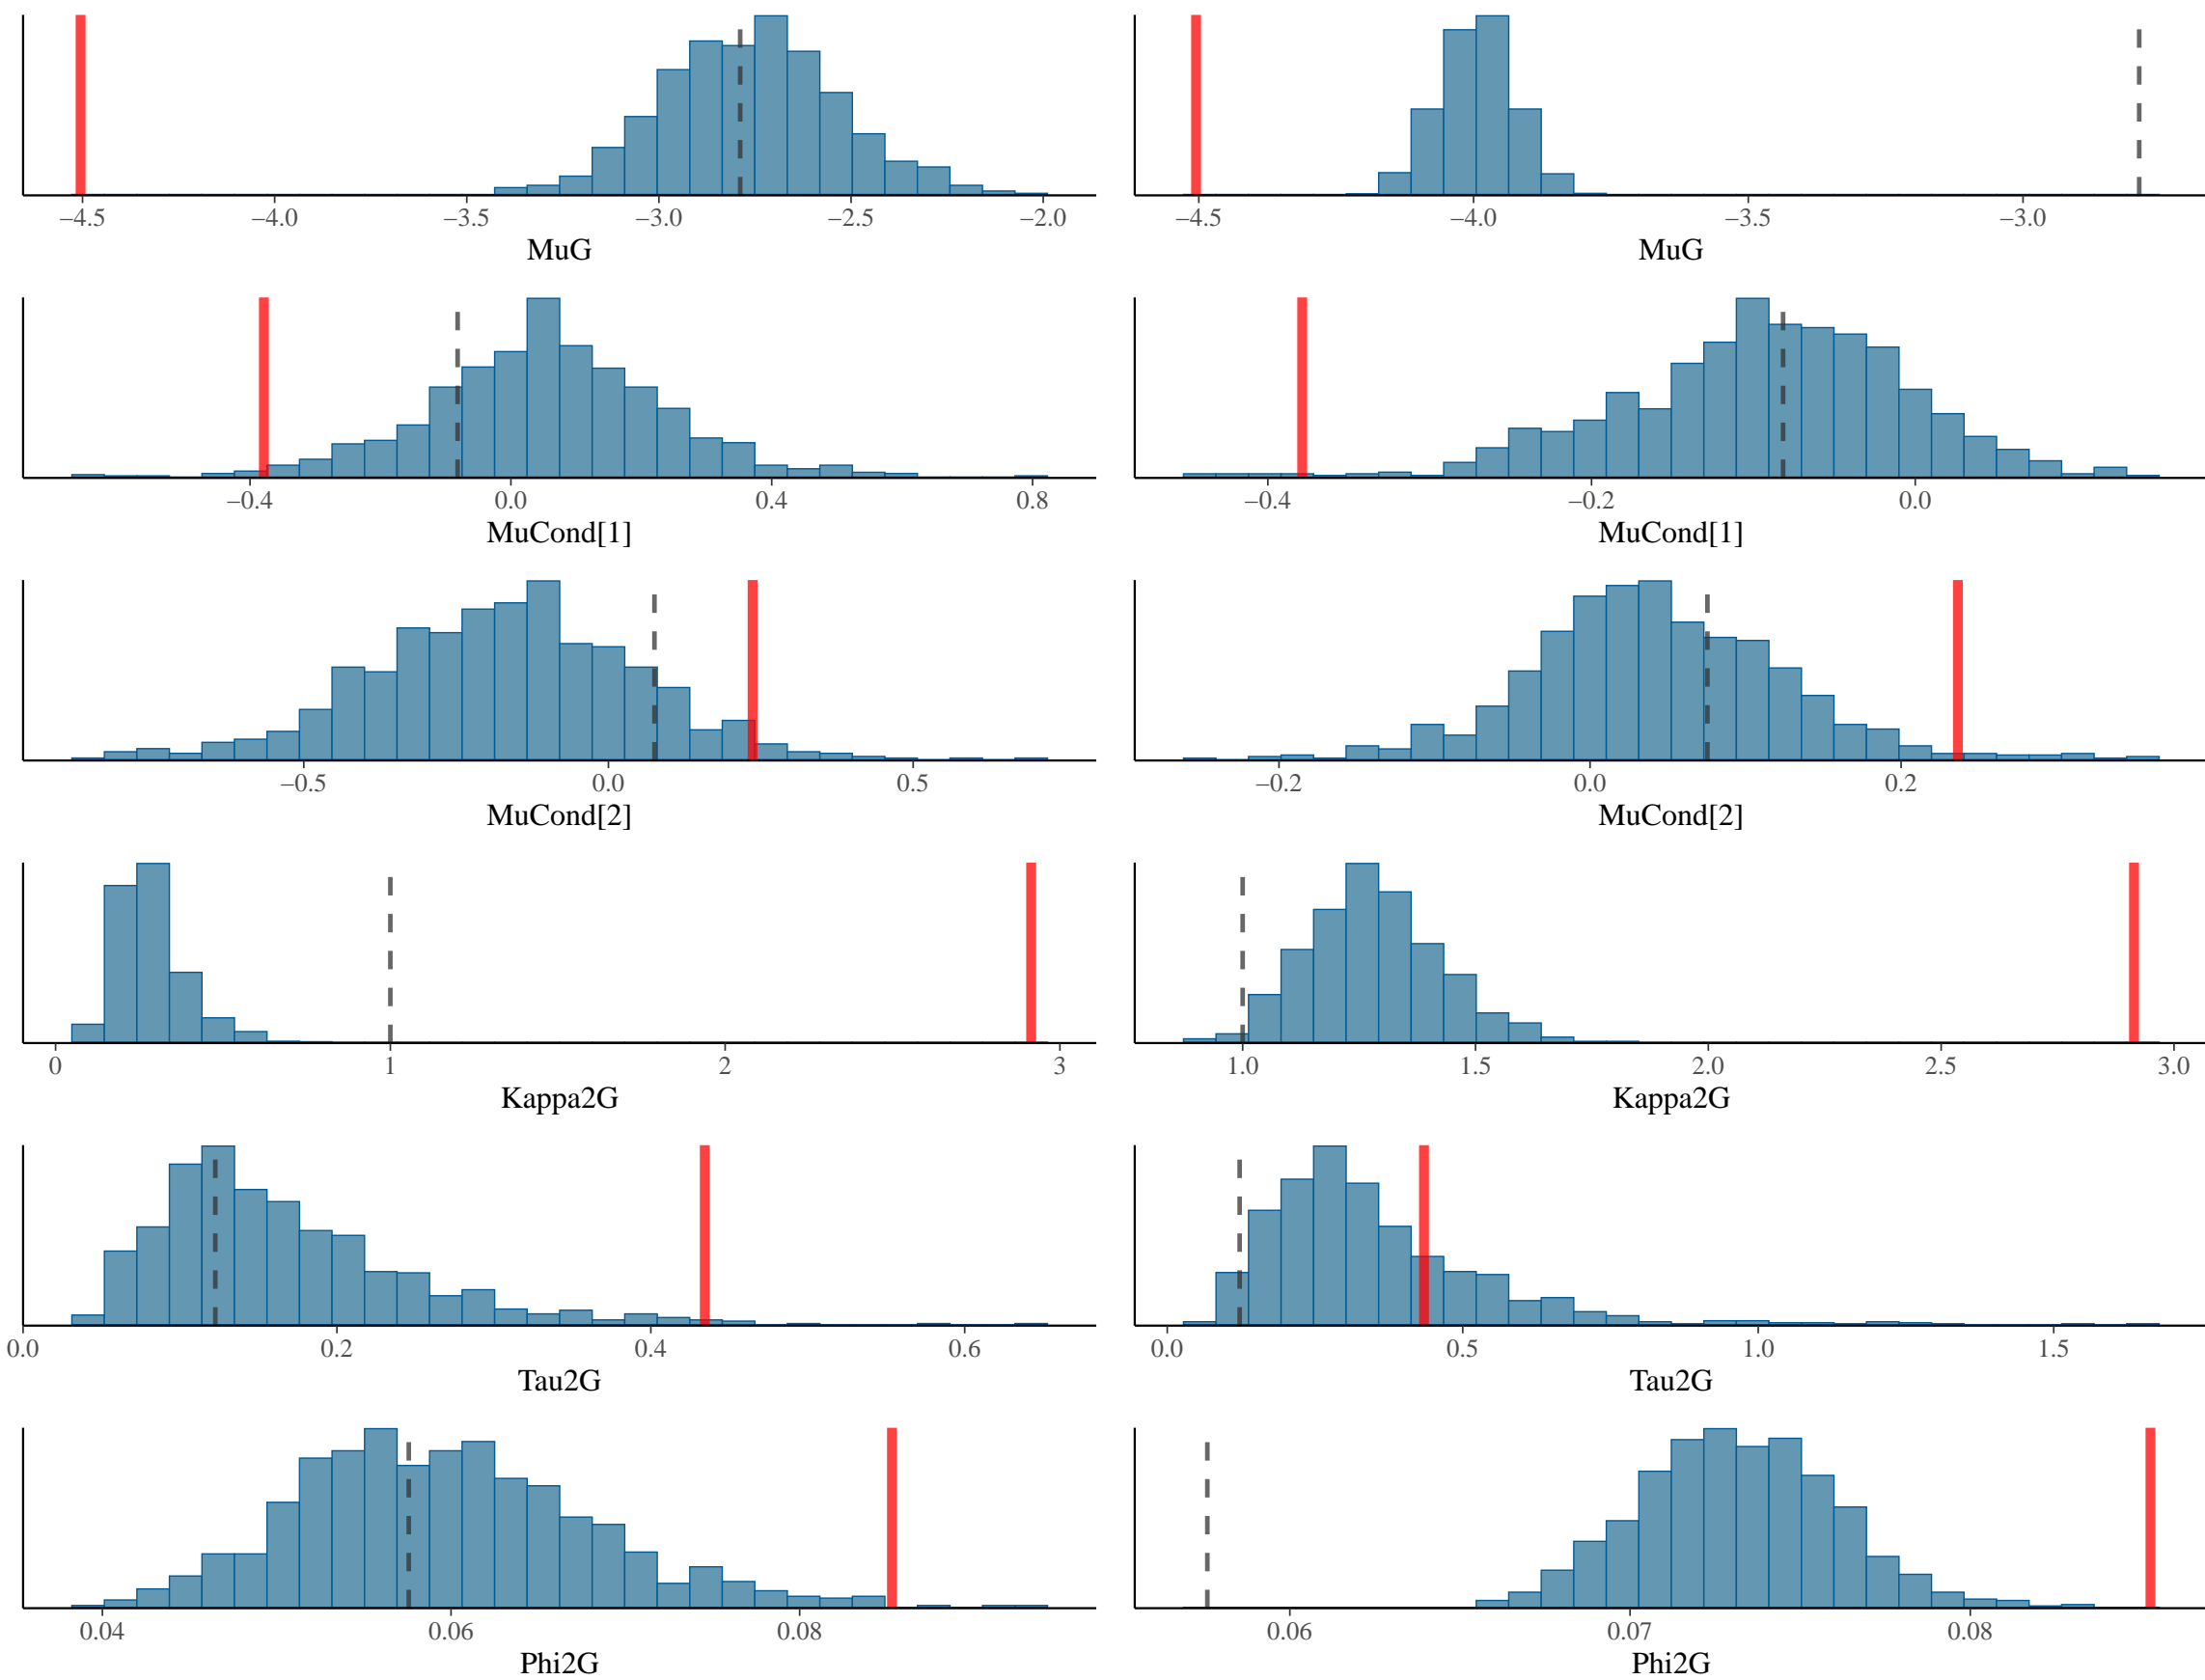 −4.5 −4.0 −3.5 −3.0 −2.5 −2.0
MuG
−4.5 −4.0 −3.5 −3.0
MuG
−0.4 0.0 0.4 0.8
MuCond[1]
−0.4 −0.2 0.0
MuCond[1]
−0.5 0.0 0.5
MuCond[2]
−0.2 0.0 0.2
MuCond[2]
0 1 2 3
Kappa2G
1.0 1.5 2.0 2.5 3.0
Kappa2G
0.0 0.2 0.4 0.6
Tau2G
0.0 0.5 1.0 1.5
Tau2G
0.04 0.06 0.08
Phi2G
0.06 0.07 0.08
Phi2G